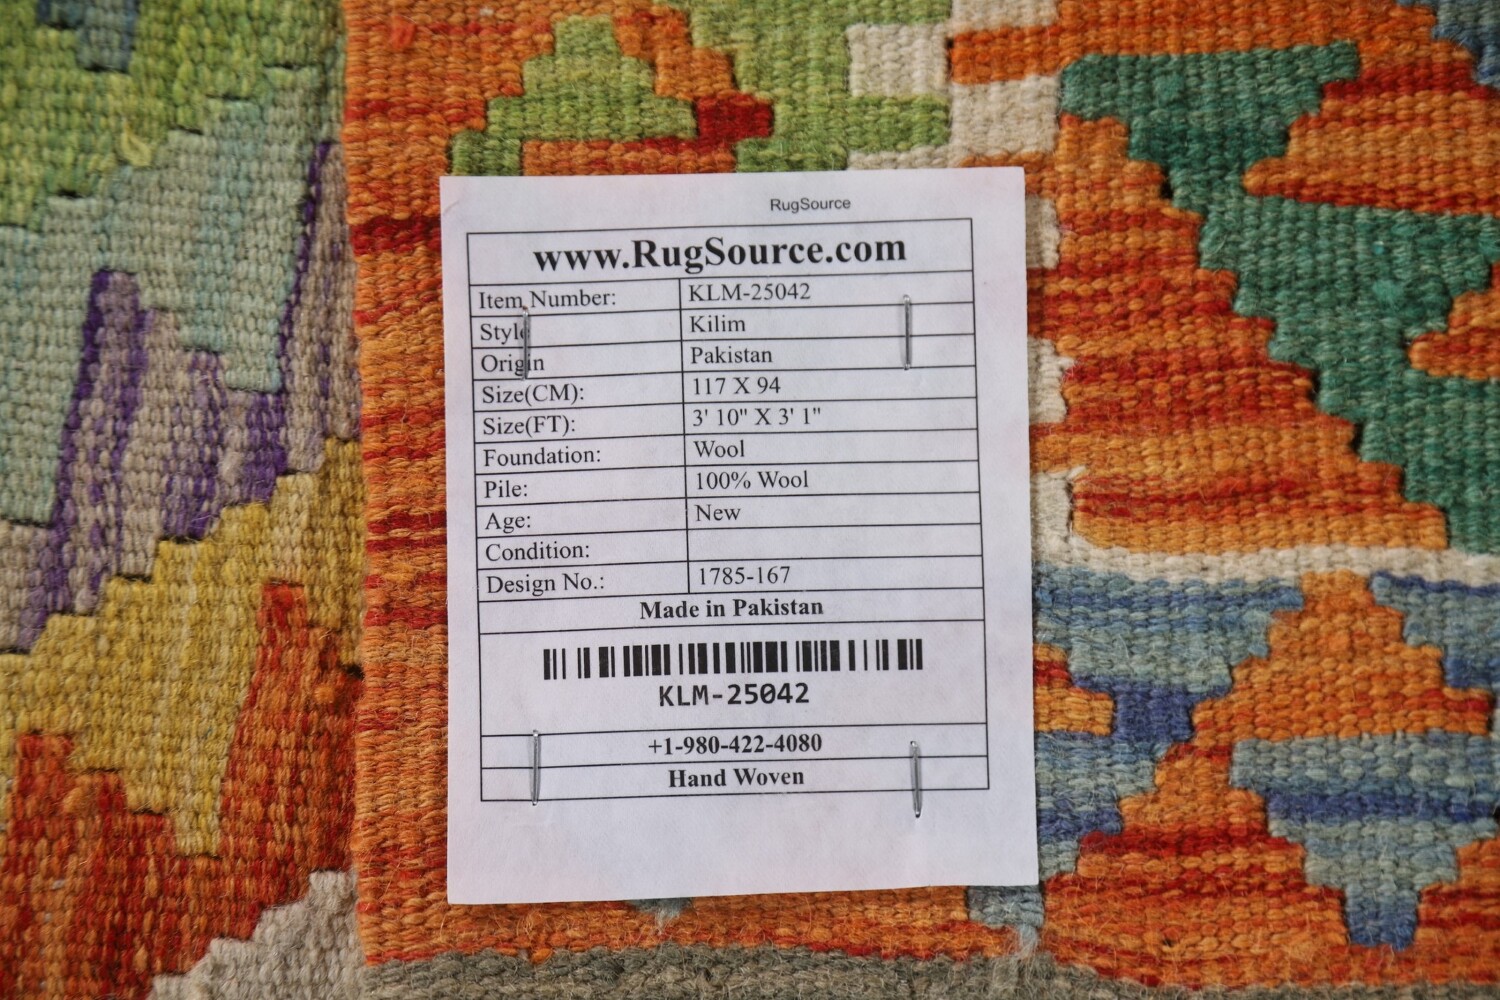 RugSource
www.RugSource.com
Item Number: KLM-25042
Style Kilim
Origin Pakistan
Size(CM): 117 X 94
Size(FT): 3' 10" X 3' 1"
Foundation: Wool
Pile: 100% Wool
Age: New
Condition:
Design No.: 1785-167
Made in Pakistan
KLM-25042
+1-980-422-4080
Hand Woven